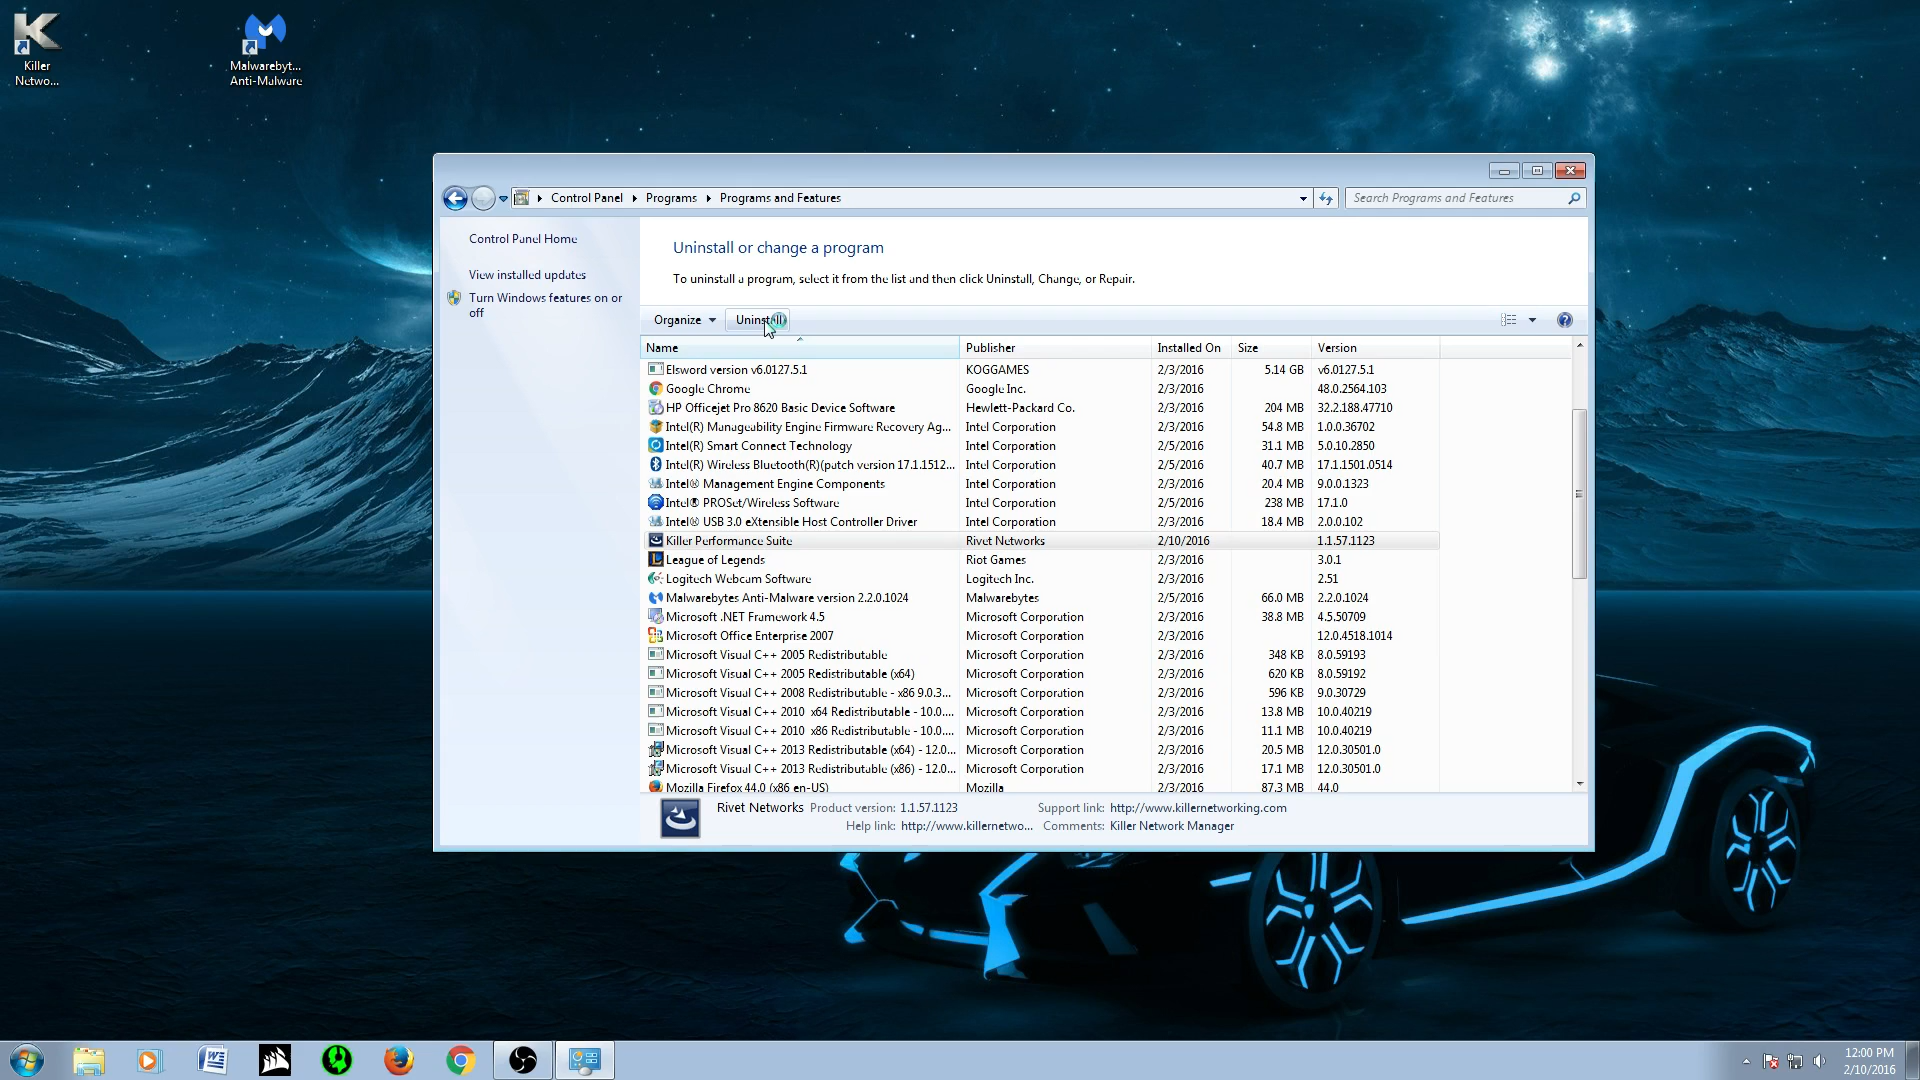 Killer
Netwo...
Malwarebyt...
Anti-Malware
Control Panel
Programs
Programs and Features
Search Programs and Features
Control Panel Home
View installed updates
Turn Windows features on or
off
Uninstall or change a program
To uninstall a program, select it from the list and then click Uninstall, Change, or Repair.
Organize
Uninstall
Name Publisher Installed On Size Version
Elsword version v6.0127.5.1 KOGGAMES 2/3/2016 5.14 GB v6.0127.5.1
Google Chrome Google Inc. 2/3/2016 48.0.2564.103
HP Officejet Pro 8620 Basic Device Software Hewlett-Packard Co. 2/3/2016 204 MB 32.2.188.47710
Intel(R) Manageability Engine Firmware Recovery Ag... Intel Corporation 2/3/2016 54.8 MB 1.0.0.36702
Intel(R) Smart Connect Technology Intel Corporation 2/5/2016 31.1 MB 5.0.10.2850
Intel(R) Wireless Bluetooth(R)(patch version 17.1.1512... Intel Corporation 2/5/2016 40.7 MB 17.1.1501.0514
Intel® Management Engine Components Intel Corporation 2/3/2016 20.4 MB 9.0.0.1323
Intel® PROSet/Wireless Software Intel Corporation 2/5/2016 238 MB 17.1.0
Intel® USB 3.0 eXtensible Host Controller Driver Intel Corporation 2/3/2016 18.4 MB 2.0.0.102
Killer Performance Suite Rivet Networks 2/10/2016 1.1.57.1123
League of Legends Riot Games 2/3/2016 3.0.1
Logitech Webcam Software Logitech Inc. 2/3/2016 2.51
Malwarebytes Anti-Malware version 2.2.0.1024 Malwarebytes 2/5/2016 66.0 MB 2.2.0.1024
Microsoft .NET Framework 4.5 Microsoft Corporation 2/3/2016 38.8 MB 4.5.50709
Microsoft Office Enterprise 2007 Microsoft Corporation 2/3/2016 12.0.4518.1014
Microsoft Visual C++ 2005 Redistributable Microsoft Corporation 2/3/2016 348 KB 8.0.59193
Microsoft Visual C++ 2005 Redistributable (x64) Microsoft Corporation 2/3/2016 620 KB 8.0.59192
Microsoft Visual C++ 2008 Redistributable - x86 9.0.3... Microsoft Corporation 2/3/2016 596 KB 9.0.30729
Microsoft Visual C++ 2010 x64 Redistributable - 10.0.... Microsoft Corporation 2/3/2016 13.8 MB 10.0.40219
Microsoft Visual C++ 2010 x86 Redistributable - 10.0.... Microsoft Corporation 2/3/2016 11.1 MB 10.0.40219
Microsoft Visual C++ 2013 Redistributable (x64) - 12.0... Microsoft Corporation 2/3/2016 20.5 MB 12.0.30501.0
Microsoft Visual C++ 2013 Redistributable (x86) - 12.0... Microsoft Corporation 2/3/2016 17.1 MB 12.0.30501.0
Mozilla Firefox 44.0 (x86 en-US) Mozilla 2/3/2016 87.3 MB 44.0
Rivet Networks Product version: 1.1.57.1123 Support link: http://www.killernetworking.com
Help link: http://www.killernetwo... Comments: Killer Network Manager
12:00 PM
2/10/2016